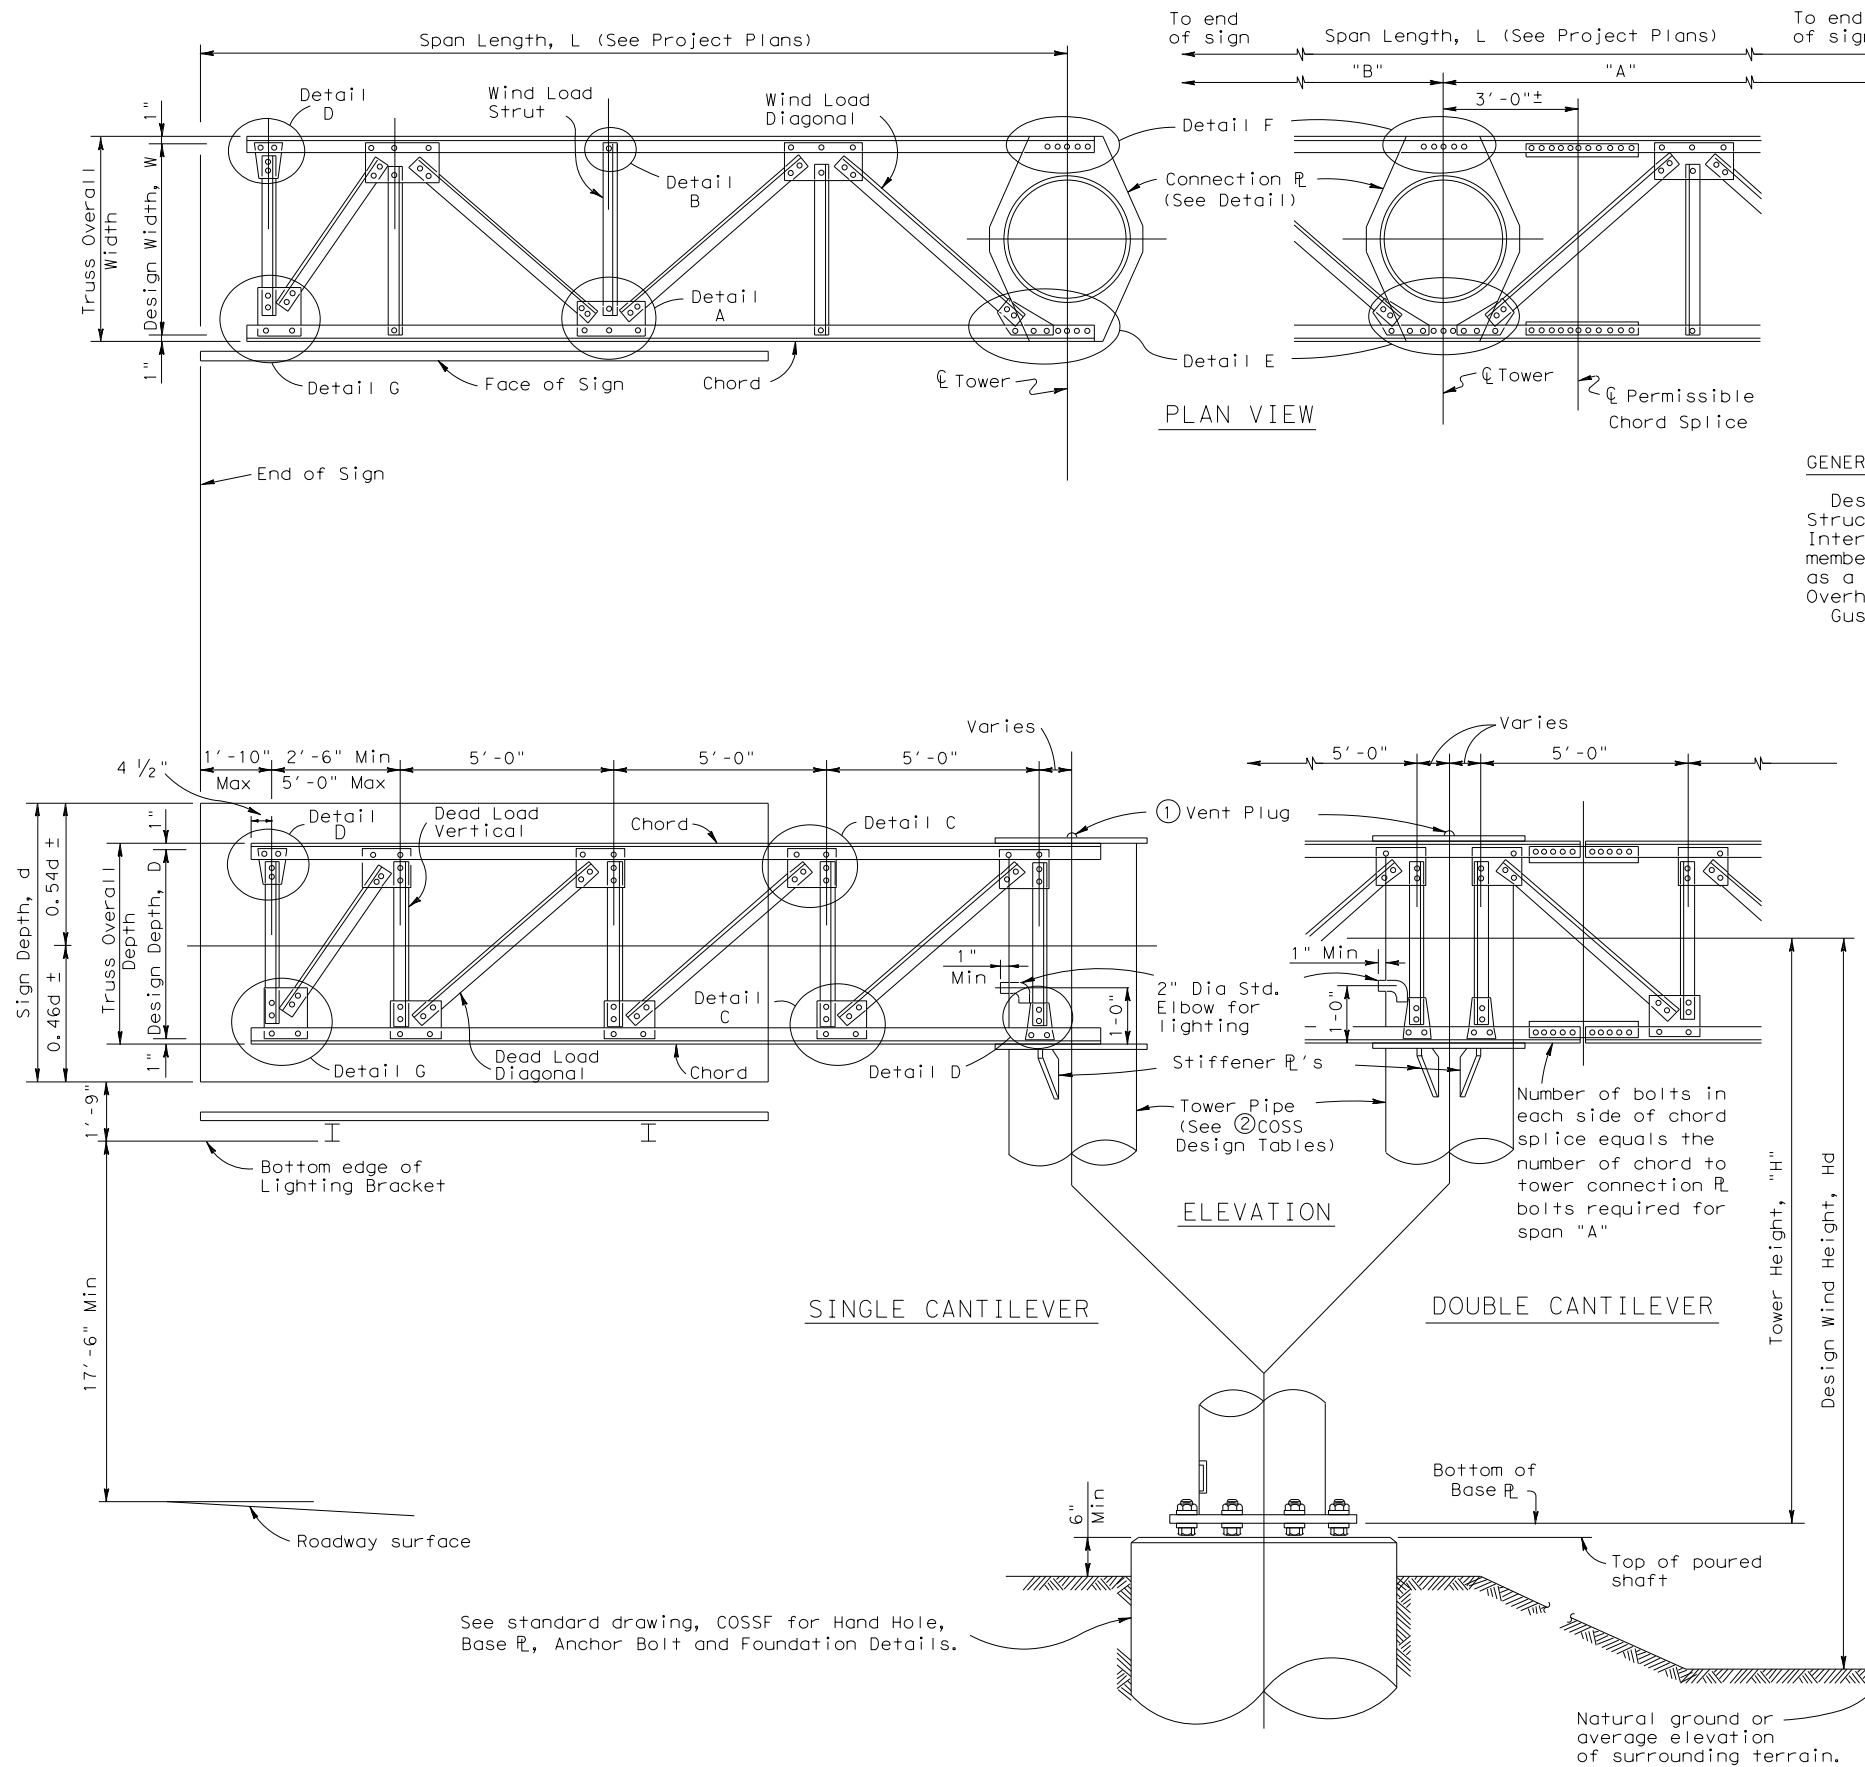 To end
of sign
Span Length, L (See Project Plans)
To end
of sign
Span Length, L (See Project Plans)
"B"
"A"
3'-0"±
Detail
D
Wind Load
Strut
Wind Load
Diagonal
Detail F
1"
Truss Overall
Width
Design Width, W
1"
Detail
B
Connection ℄
(See Detail)
Detail
A
Detail E
Detail G
Face of Sign
Chord
℄ Tower
℄ Tower
℄ Permissible
Chord Splice
PLAN VIEW
End of Sign
GENER
Des
Struc
Inter
membe
as a
Overh
Gus
Varies
Varies
4 1/2"
1'-10"
Max
2'-6" Min
5'-0" Max
5'-0"
5'-0"
5'-0"
5'-0"
5'-0"
Sign Depth, d
0.54d ±
0.46d ±
Truss Overall
Depth
1"
Design Depth, D
1"
Detail
D
Dead Load
Vertical
Chord
Detail C
① Vent Plug
1"
Min
1'-0"
2" Dia Std.
Elbow for
lighting
1" Min
1'-0"
Detail
C
Detail G
Dead Load
Diagonal
Chord
Detail D
Stiffener PL's
Tower Pipe
(See ②COSS
Design Tables)
Number of bolts in
each side of chord
splice equals the
number of chord to
tower connection PL
bolts required for
span "A"
1'-9"
Bottom edge of
Lighting Bracket
17'-6" Min
ELEVATION
SINGLE CANTILEVER
DOUBLE CANTILEVER
Tower Height, "H"
Design Wind Height, Hd
Roadway surface
6"
Min
Bottom of
Base PL
Top of poured
shaft
See standard drawing, COSSF for Hand Hole,
Base PL, Anchor Bolt and Foundation Details.
Natural ground or
average elevation
of surrounding terrain.